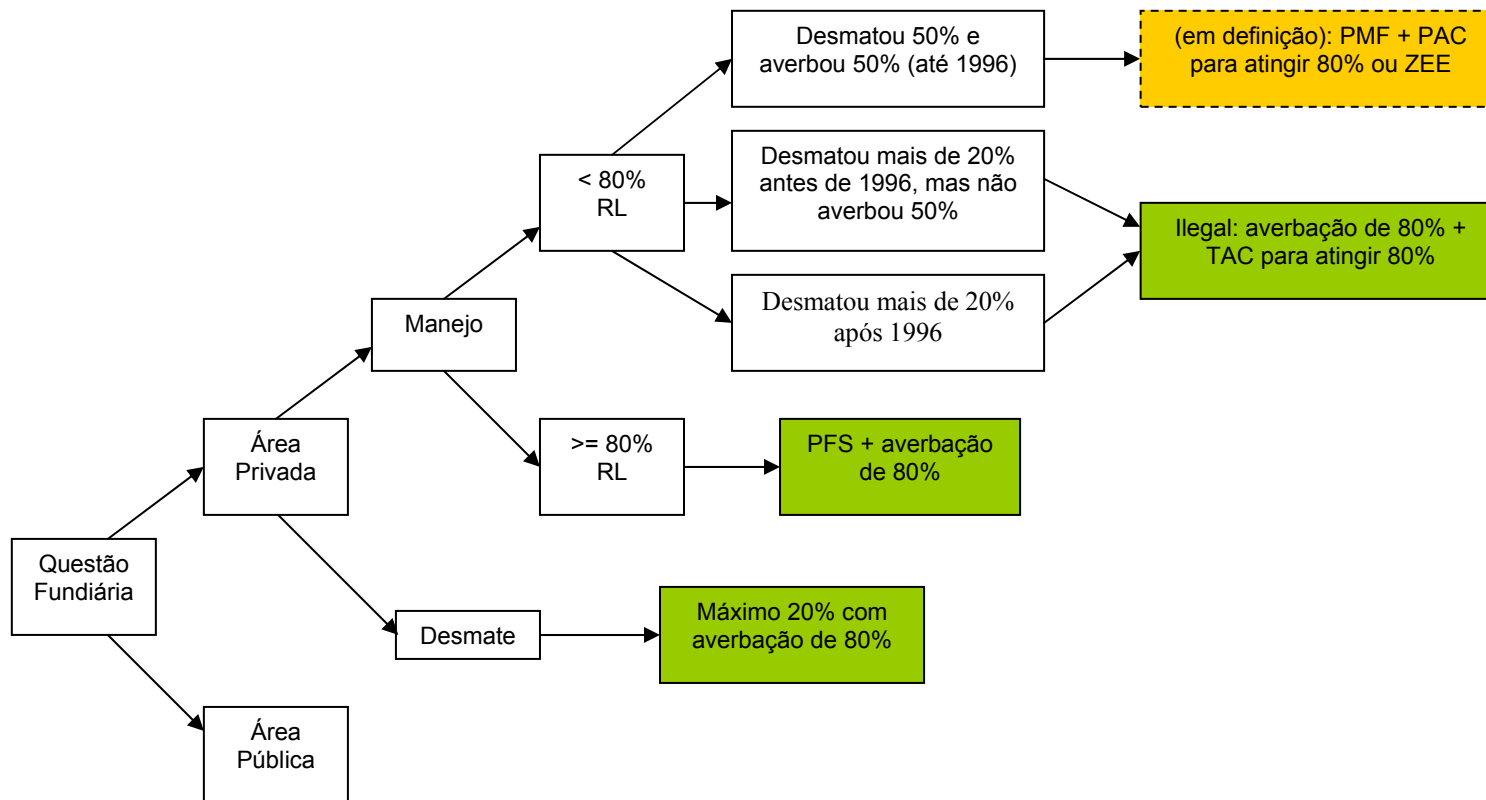 Desmatou 50% e
averbou 50% (até 1996)
(em definição): PMF + PAC
para atingir 80% ou ZEE
< 80%
RL
Desmatou mais de 20%
antes de 1996, mas não
averbou 50%
Ilegal: averbação de 80% +
TAC para atingir 80%
Desmatou mais de 20%
após 1996
Manejo
Área
Privada
>= 80%
RL
PFS + averbação
de 80%
Questão
Fundiária
Desmate
Máximo 20% com
averbação de 80%
Área
Pública